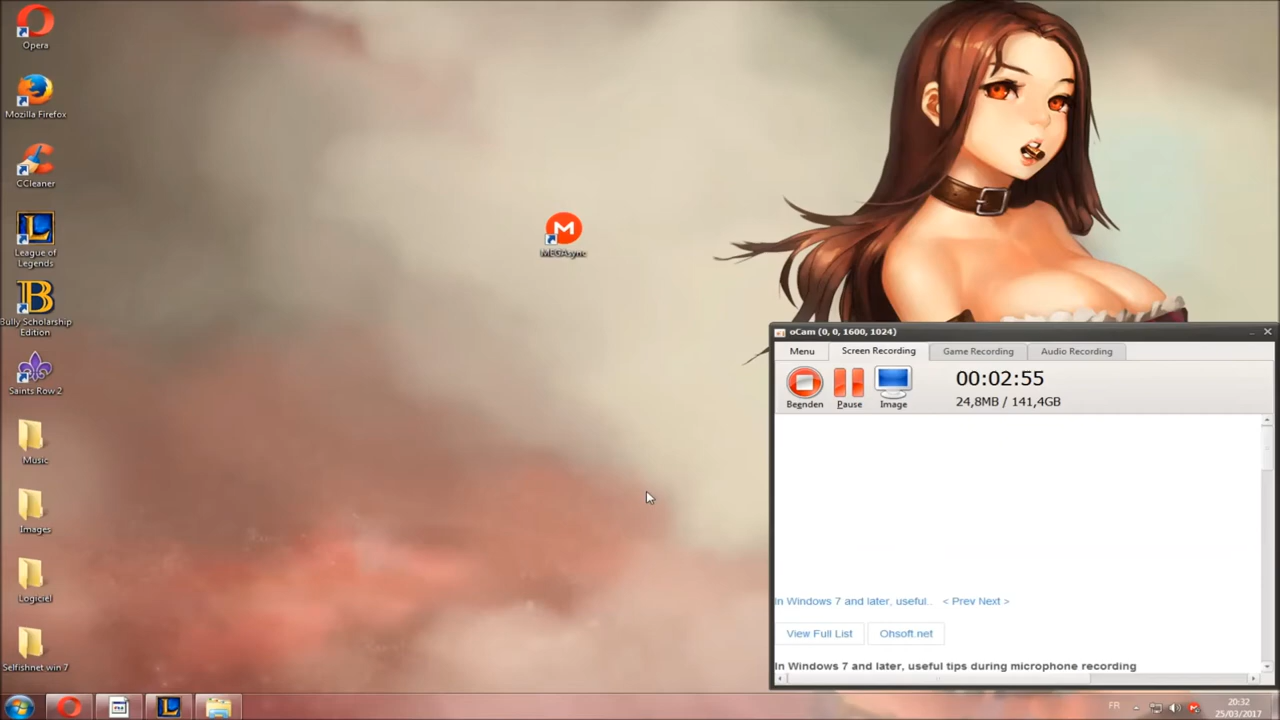 Opera
Mozilla Firefox
CCleaner
League of
Legends
Bully Scholarship
Edition
Saints Row 2
Music
Images
Logiciel
Selfishnet win 7
MEGAsync
oCam (0, 0, 1600, 1024)
Menu
Screen Recording
Game Recording
Audio Recording
Beenden
Pause
Image
00:02:55
24,8MB / 141,4GB
In Windows 7 and later, useful... < Prev Next >
View Full List
Ohsoft.net
In Windows 7 and later, useful tips during microphone recording
FR
20:32
25/03/2017